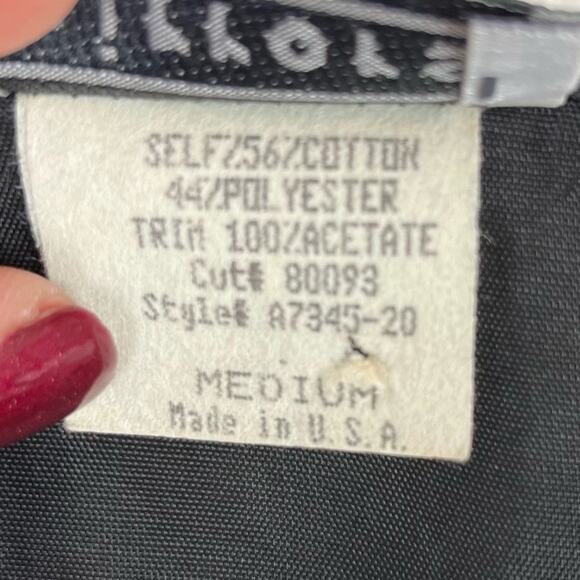 SELF%56%COTTON
44%POLYESTER
TRIM 100%ACETATE
Cut# 80093
Style# A7345-20
MEDIUM
Made in U.S.A.